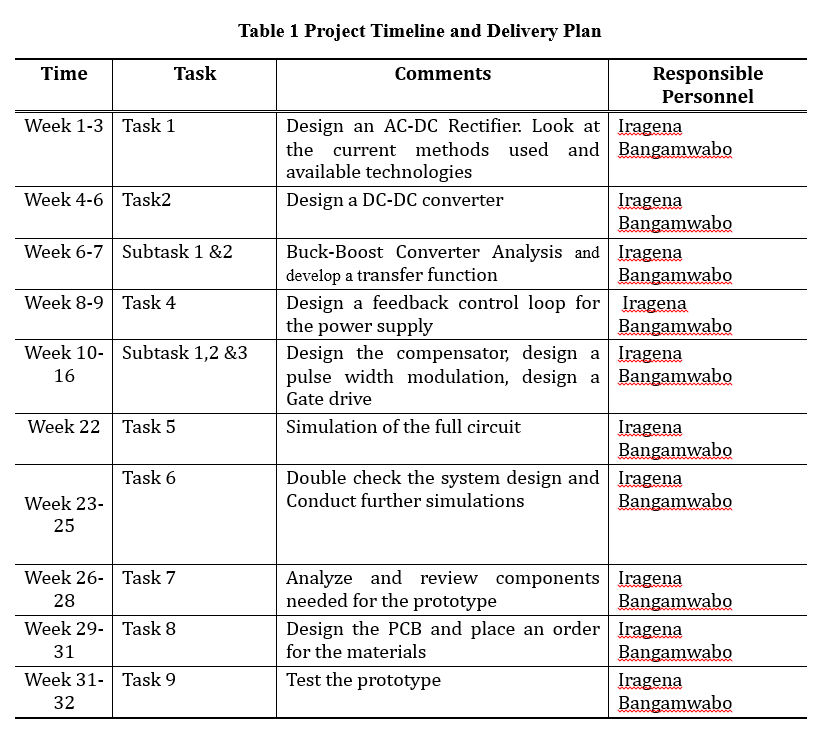 Table 1 Project Timeline and Delivery Plan
Time Task Comments Responsible
Personnel
Week 1-3 Task 1 Design an AC-DC Rectifier. Look at Iragena
the current methods used and Bangamwabo
available technologies
Week 4-6 Task2 Design a DC-DC converter Iragena
Bangamwabo
Week 6-7 Subtask 1 &2 Buck-Boost Converter Analysis and Iragena
develop a transfer function Bangamwabo
Week 8-9 Task 4 Design a feedback control loop for Iragena
the power supply Bangamwabo
Week 10- Subtask 1,2 &3 Design the compensator, design a Iragena
16 pulse width modulation, design a Bangamwabo
Gate drive
Week 22 Task 5 Simulation of the full circuit Iragena
Bangamwabo
Task 6 Double check the system design and Iragena
Week 23- Conduct further simulations Bangamwabo
25
Week 26- Task 7 Analyze and review components Iragena
28 needed for the prototype Bangamwabo
Week 29- Task 8 Design the PCB and place an order Iragena
31 for the materials Bangamwabo
Week 31- Task 9 Test the prototype Iragena
32 Bangamwabo